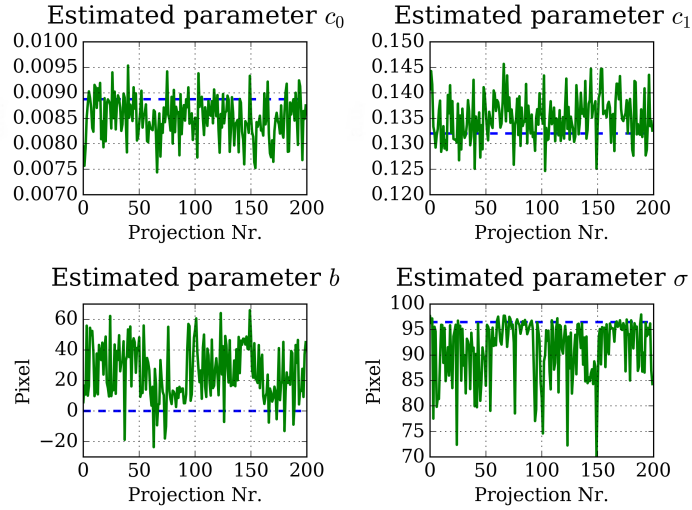 Estimated parameter c₀
0.0100
0.0095
0.0090
0.0085
0.0080
0.0075
0.0070
0 50 100 150 200
Projection Nr.
Estimated parameter c₁
0.150
0.145
0.140
0.135
0.130
0.125
0.120
0 50 100 150 200
Projection Nr.
Estimated parameter b
Pixel
60
40
20
0
−20
0 50 100 150 200
Projection Nr.
Estimated parameter σ
Pixel
100
95
90
85
80
75
70
0 50 100 150 200
Projection Nr.